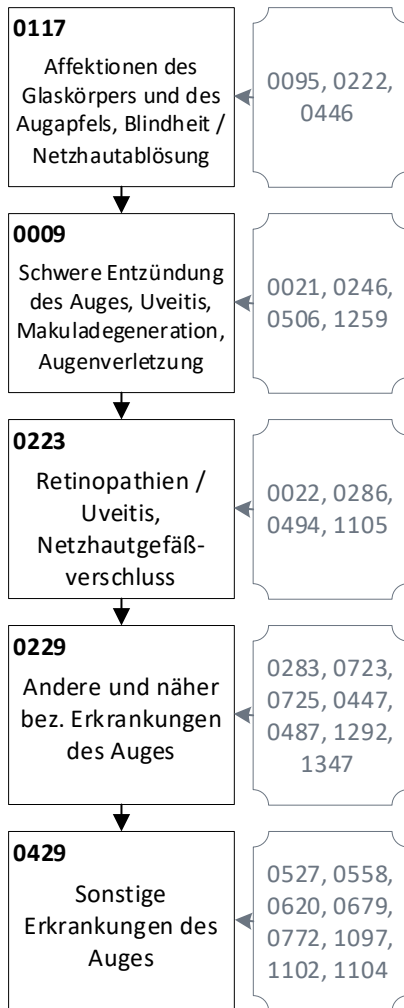 0117
Affektionen des
Glaskörpers und des
Augapfels, Blindheit /
Netzhautablösung
0095, 0222,
0446
0009
Schwere Entzündung
des Auges, Uveitis,
Makuladegeneration,
Augenverletzung
0021, 0246,
0506, 1259
0223
Retinopathien /
Uveitis,
Netzhautgefäß-
verschluss
0022, 0286,
0494, 1105
0229
Andere und näher
bez. Erkrankungen
des Auges
0283, 0723,
0725, 0447,
0487, 1292,
1347
0429
Sonstige
Erkrankungen des
Auges
0527, 0558,
0620, 0679,
0772, 1097,
1102, 1104